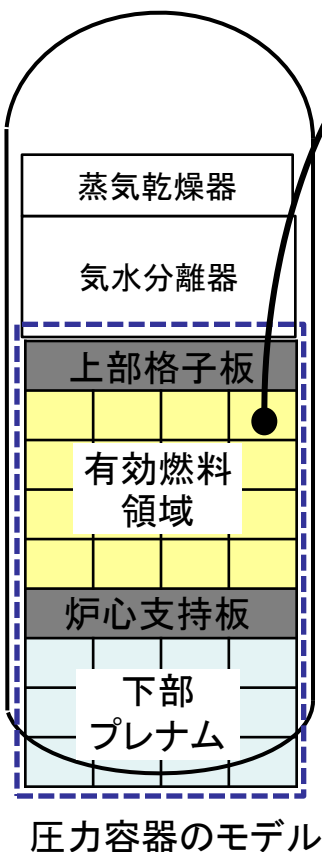 蒸気乾燥器
気水分離器
上部格子板
有効燃料
領域
炉心支持板
下部
プレナム
圧力容器のモデル